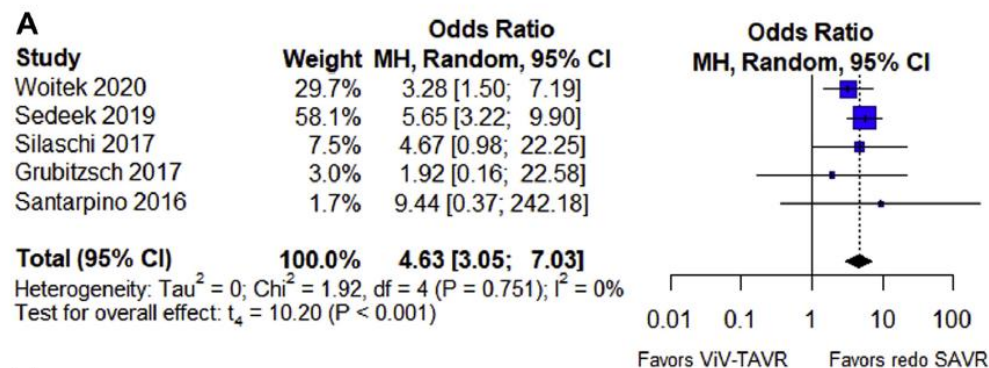 A
Odds Ratio Odds Ratio
Study Weight MH, Random, 95% CI MH, Random, 95% CI
Woitek 2020 29.7% 3.28 [1.50; 7.19]
Sedeek 2019 58.1% 5.65 [3.22; 9.90]
Silaschi 2017 7.5% 4.67 [0.98; 22.25]
Grubitzsch 2017 3.0% 1.92 [0.16; 22.58]
Santarpino 2016 1.7% 9.44 [0.37; 242.18]
Total (95% CI) 100.0% 4.63 [3.05; 7.03]
Heterogeneity: Tau² = 0; Chi² = 1.92, df = 4 (P = 0.751); I² = 0%
Test for overall effect: t₄ = 10.20 (P < 0.001)
0.01 0.1 1 10 100
Favors ViV-TAVR Favors redo SAVR